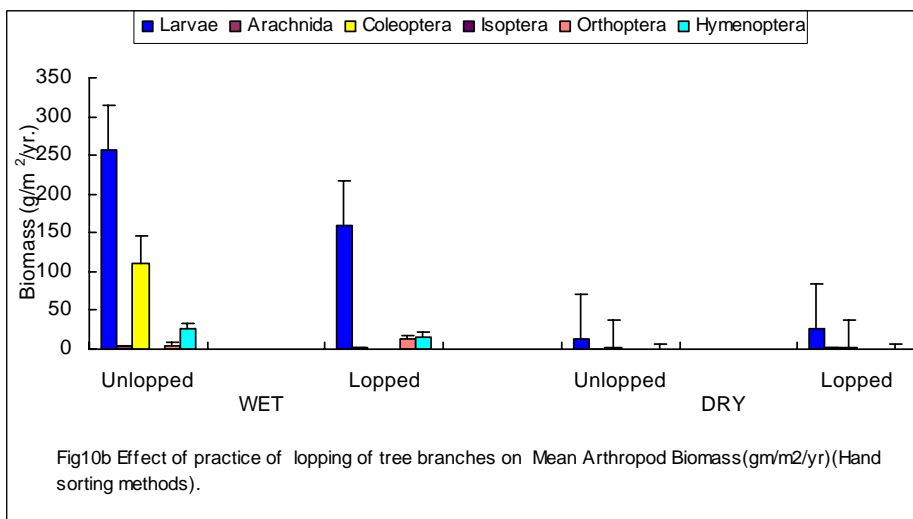 Larvae Arachnida Coleoptera Isoptera Orthoptera Hymenoptera
Biomass (g/m²/yr.)
350
300
250
200
150
100
50
0
Unlopped Lopped Unlopped Lopped
WET DRY
Fig10b Effect of practice of lopping of tree branches on Mean Arthropod Biomass(gm/m2/yr)(Hand
sorting methods).